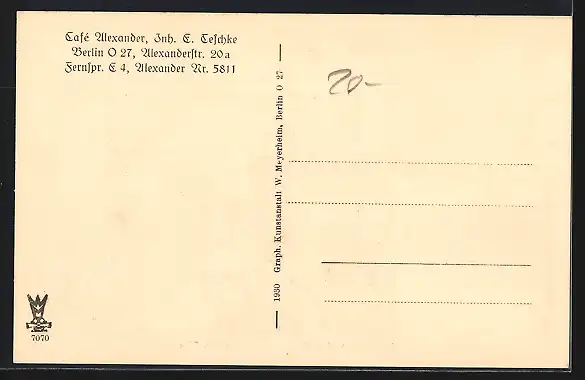 Café Alexander, Inh. E. Teschke
Berlin O 27, Alexanderstr. 20a
Fernspr. E 4, Alexander Nr. 5811
1930 Graph. Kunstanstalt W. Meyerheim, Berlin O 27
20.-
7070